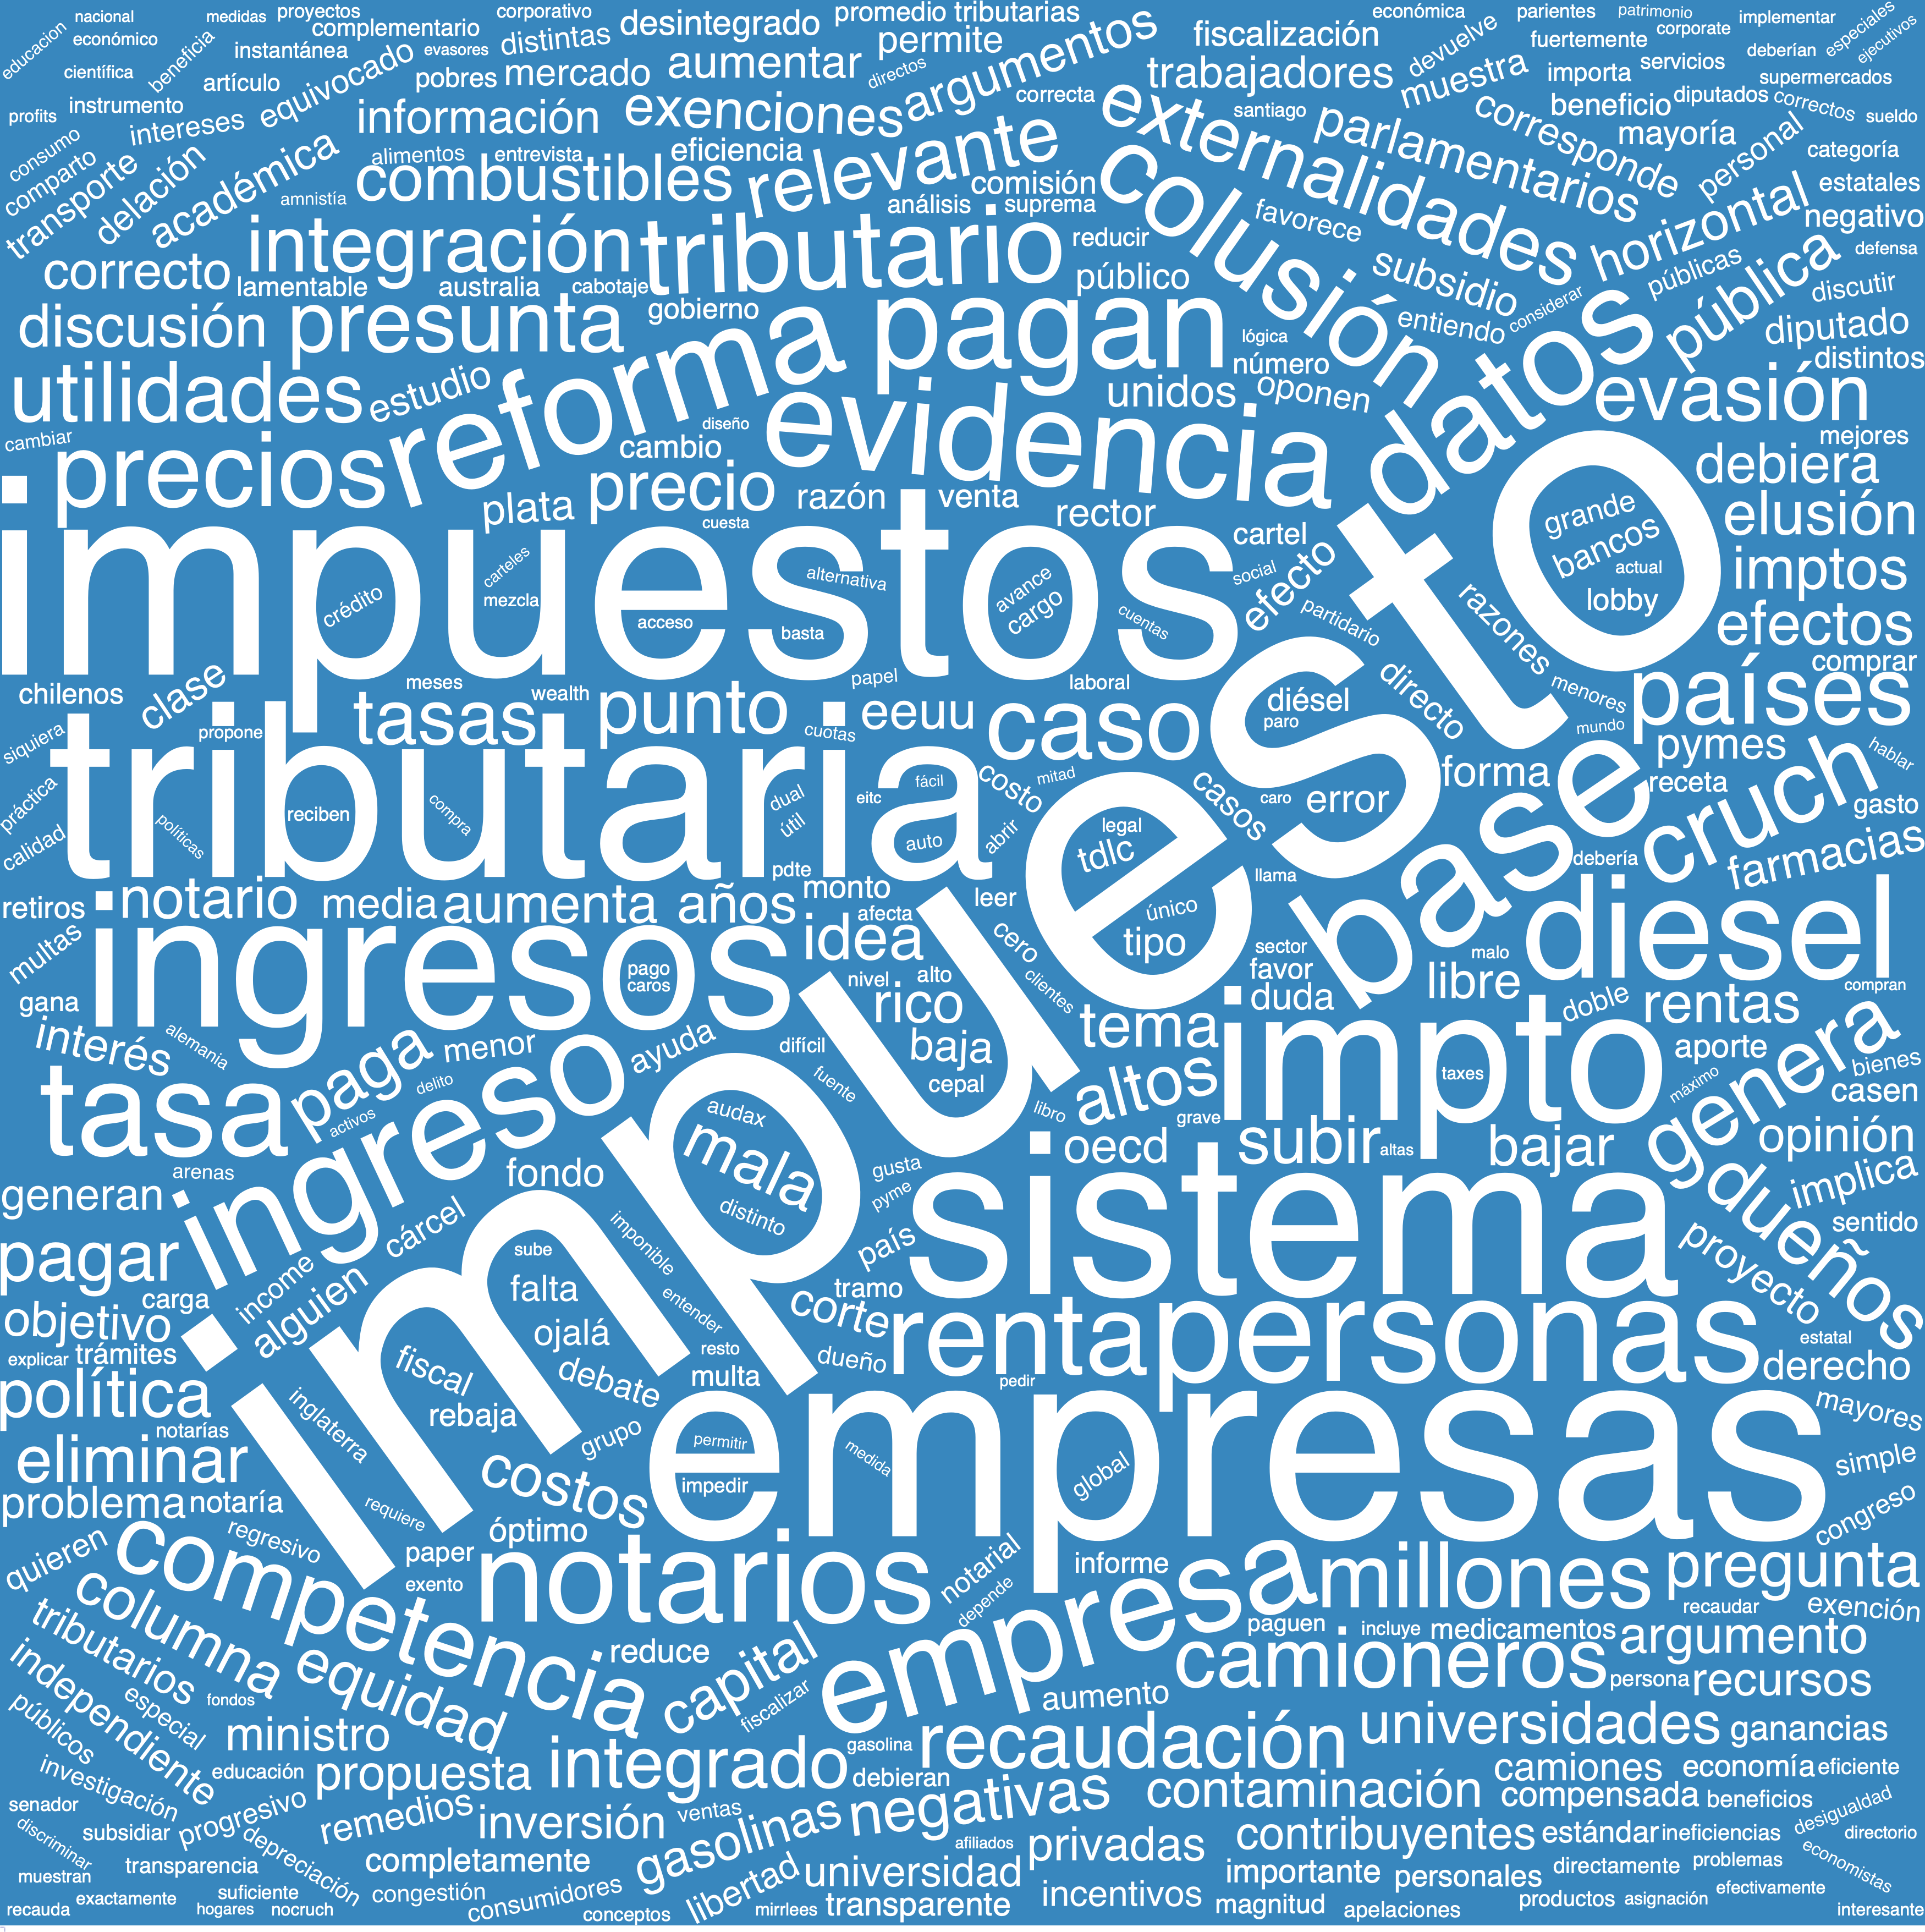 nacional
medidas
proyectos
corporativo
promedio
tributarias
económica
parientes
patrimonio
implementar
especiales
educacion
económico
beneficia
instantánea
complementario
evasores
distintas
desintegrado
permite
argumentos
fiscalización
devuelve
fuertemente
corporate
deberían
ejecutivos
científica
artículo
equivocado
pobres
mercado
aumentar
directos
correcta
trabajadores
muestra
importa
servicios
supermercados
profits
instrumento
intereses
información
exenciones
externalidades
santiago
parlamentarios
corresponde
beneficio
diputados
correctos
sueldo
consumo
comparto
transporte
delación
académica
alimentos
entrevista
eficiencia
relevante
colusión
mayoría
personal
categoría
amnistía
combustibles
comisión
análisis
suprema
favorece
horizontal
estatales
negativo
correcto
integración
tributario
reducir
público
subsidio
públicas
pública
defensa
lamentable
australia
cabotaje
gobierno
entiendo
considerar
discutir
discusión
presunta
reforma
pagan
lógica
número
datos
diputado
distintos
utilidades
estudio
diseño
evidencia
unidos
oponen
evasión
cambiar
precios
cambio
mejores
plata
precio
razón
venta
rector
cartel
grande
bancos
debiera
cuesta
elusión
impuestos
carteles
mezcla
crédito
acceso
alternativa
basta
avance
cargo
cuentas
social
efecto
partidario
razones
actual
lobby
imptos
efectos
chilenos
clase
meses
wealth
papel
laboral
diésel
paro
directo
menores
comprar
siquiera
propone
tasas
punto
cuotas
eeuu
caso
impuesto
mundo
países
práctica
calidad
tributaria
reciben
políticas
compra
dual
útil
eitc
fácil
auto
costo
mitad
abrir
casos
caro
error
forma
pymes
receta
hablar
gasto
legal
tdlc
base
debería
cruch
farmacias
pdte
retiros
notario
media
aumenta
años
monto
afecta
leer
llama
único
tipo
multas
ingresos
pago
caros
idea
nivel
alto
cero
clientes
sector
favor
duda
malo
libre
diesel
compran
gana
interés
alemania
paga
menor
ayuda
difícil
rico
baja
cepal
tema
impto
doble
rentas
tasa
activos
delito
ingreso
fuente
libro
altos
grave
taxes
aporte
máximo
genera
bienes
casen
arenas
generan
fondo
audax
mala
distinto
gusta
pyme
oecd
subir
altas
bajar
opinión
implica
pagar
income
cárcel
sube
imponible
país
sistema
dueños
proyecto
sentido
carga
objetivo
alguien
falta
entender
tramo
corte
renta
personas
estatal
explicar
trámites
ojalá
resto
dueño
derecho
política
fiscal
debate
multa
pedir
mayores
notarías
inglaterra
rebaja
grupo
permitir
empresas
eliminar
costos
impedir
medida
global
simple
problema
notaría
requiere
congreso
quieren
regresivo
óptimo
paper
exento
notarios
notarial
depende
informe
millones
pregunta
competencia
columna
tributarios
reduce
capital
empresa
paguen
incluye
medicamentos
recaudar
exención
argumento
camioneros
persona
recursos
independiente
públicos
especial
fondos
equidad
fiscalizar
aumento
ministro
educación
propuesta
integrado
gasolina
recaudación
universidades
ganancias
investigación
debieran
camiones
economía
eficiente
senador
progresivo
remedios
inversión
ventas
gasolinas
negativas
contaminación
compensada
beneficios
desigualdad
discriminar
subsidiar
depreciación
afiliados
privadas
contribuyentes
estándar
ineficiencias
directorio
muestran
transparencia
completamente
universidad
importante
personales
directamente
problemas
economistas
recauda
exactamente
suficiente
hogares
nocruch
congestión
consumidores
conceptos
libertad
mirrlees
transparente
incentivos
magnitud
apelaciones
productos
asignación
efectivamente
interesante